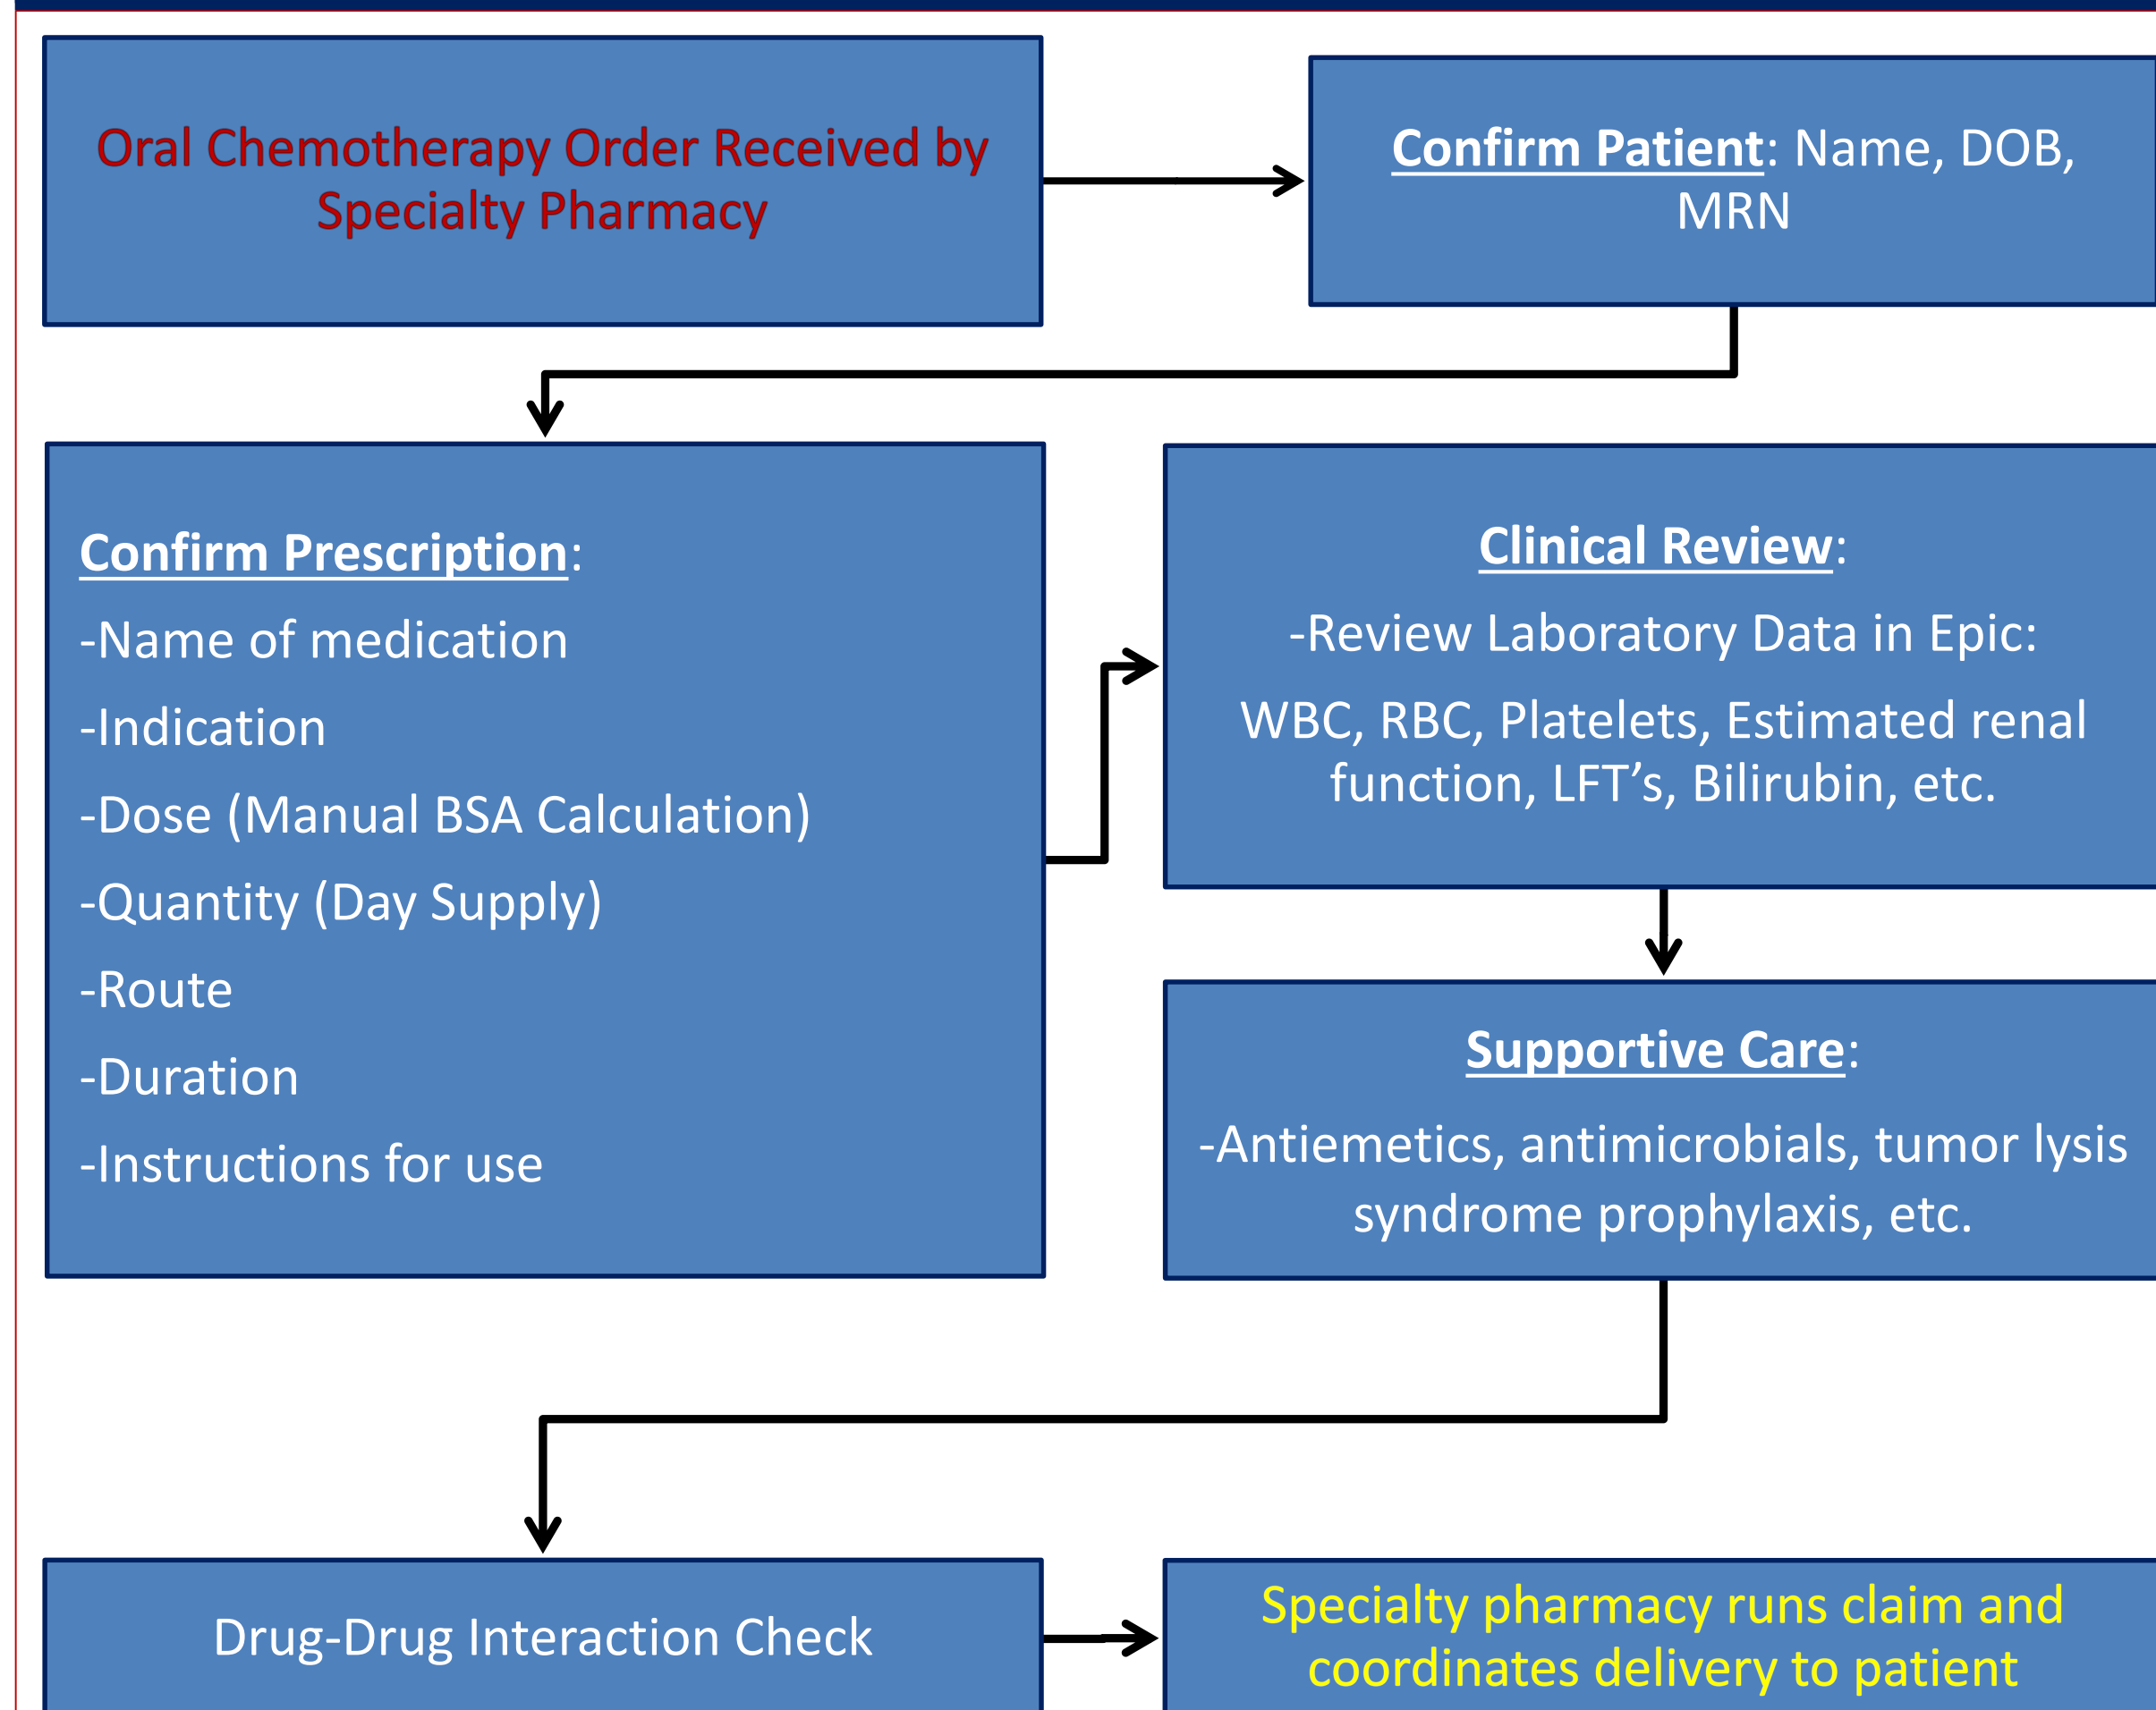 Oral Chemotherapy Order Received by
Specialty Pharmacy
Confirm Patient: Name, DOB,
MRN
Confirm Prescription:
-Name of medication
-Indication
-Dose (Manual BSA Calculation)
-Quantity (Day Supply)
-Route
-Duration
-Instructions for use
Clinical Review:
-Review Laboratory Data in Epic:
WBC, RBC, Platelets, Estimated renal
function, LFT’s, Bilirubin, etc.
Supportive Care:
-Antiemetics, antimicrobials, tumor lysis
syndrome prophylaxis, etc.
Drug-Drug Interaction Check
Specialty pharmacy runs claim and
coordinates delivery to patient